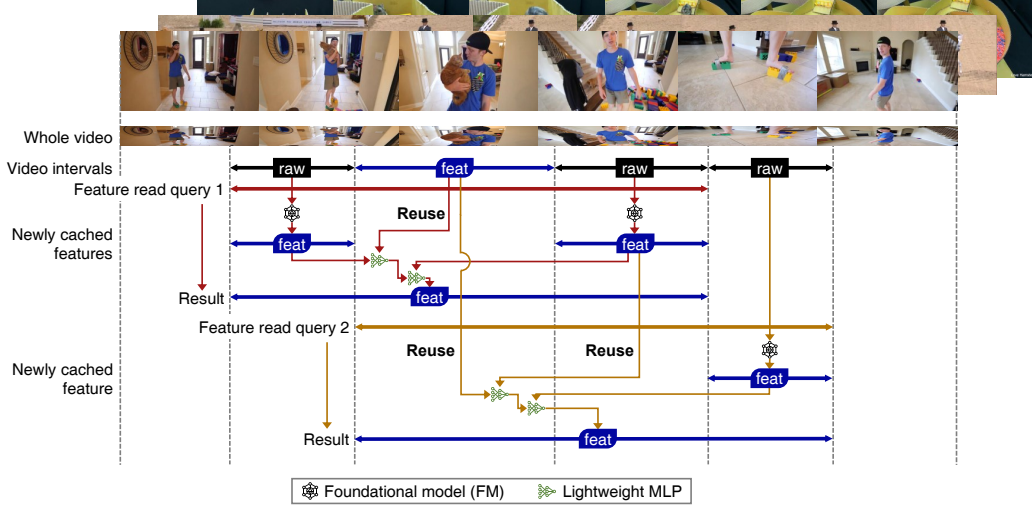 Whole video
Video intervals
raw
feat
raw
raw
Feature read query 1
Reuse
Newly cached
features
feat
feat
Result
feat
Feature read query 2
Reuse
Reuse
Newly cached
feature
feat
Result
feat
Foundational model (FM)
Lightweight MLP